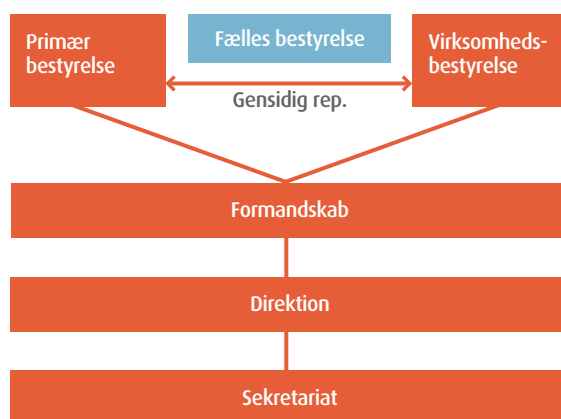 Primær
bestyrelse
Fælles bestyrelse
Virksomheds-
bestyrelse
Gensidig rep.
Formandskab
Direktion
Sekretariat